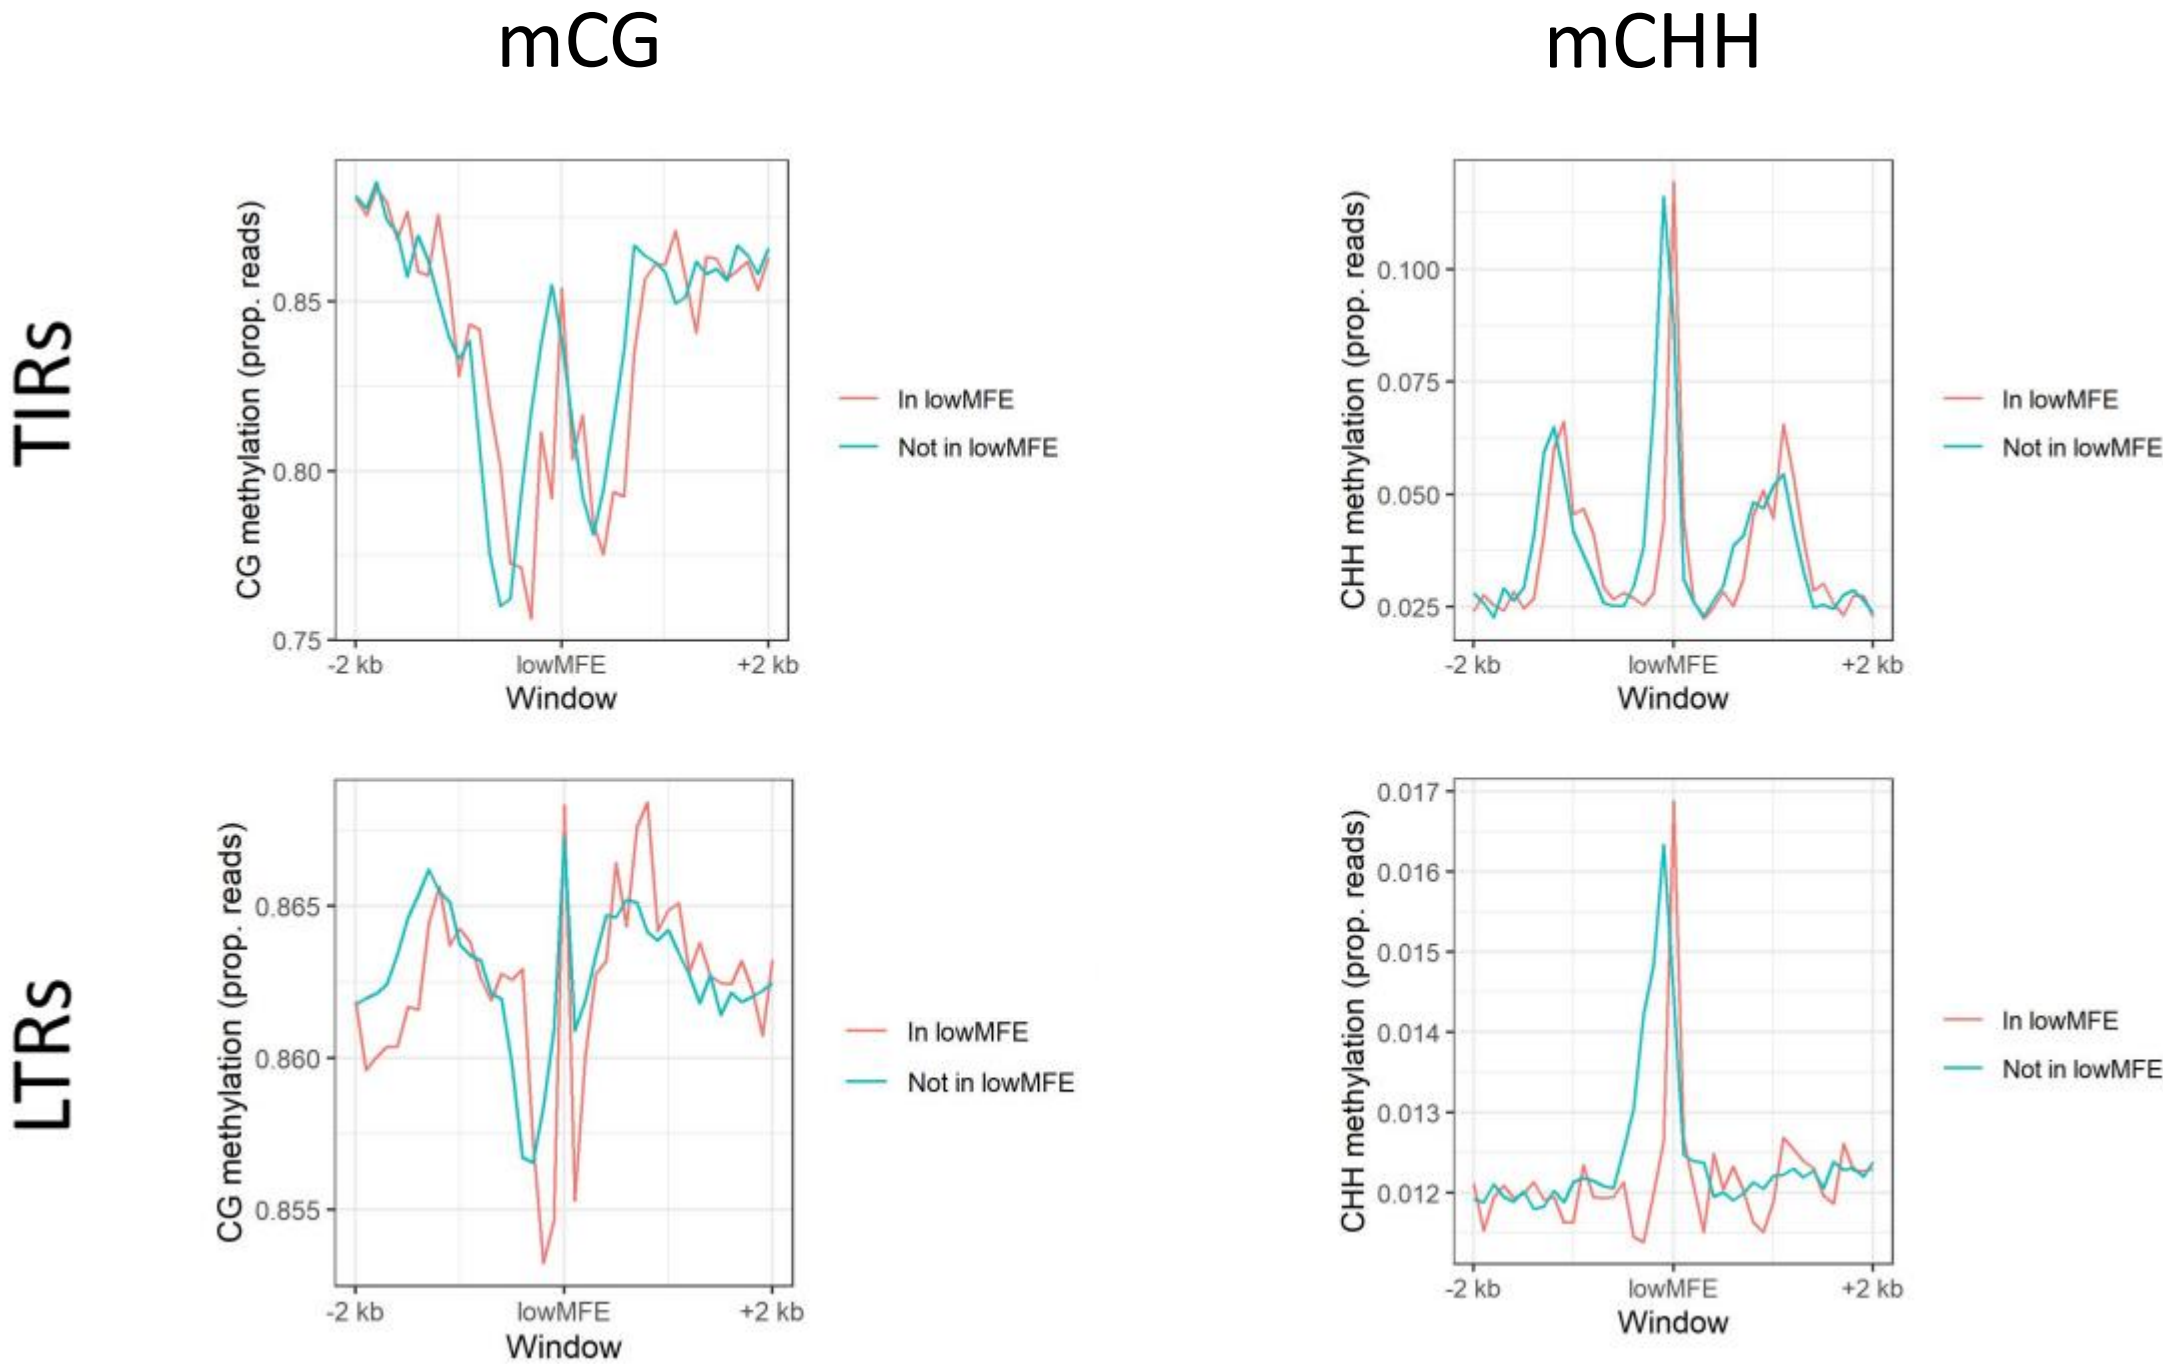 mCG
mCHH
TIRs
CG methylation (prop. reads)
0.85
0.80
0.75
-2 kb
lowMFE
+2 kb
Window
In lowMFE
Not in lowMFE
CHH methylation (prop. reads)
0.100
0.075
0.050
0.025
-2 kb
lowMFE
+2 kb
Window
In lowMFE
Not in lowMFE
LTRs
CG methylation (prop. reads)
0.865
0.860
0.855
-2 kb
lowMFE
+2 kb
Window
In lowMFE
Not in lowMFE
CHH methylation (prop. reads)
0.017
0.016
0.015
0.014
0.013
0.012
-2 kb
lowMFE
+2 kb
Window
In lowMFE
Not in lowMFE